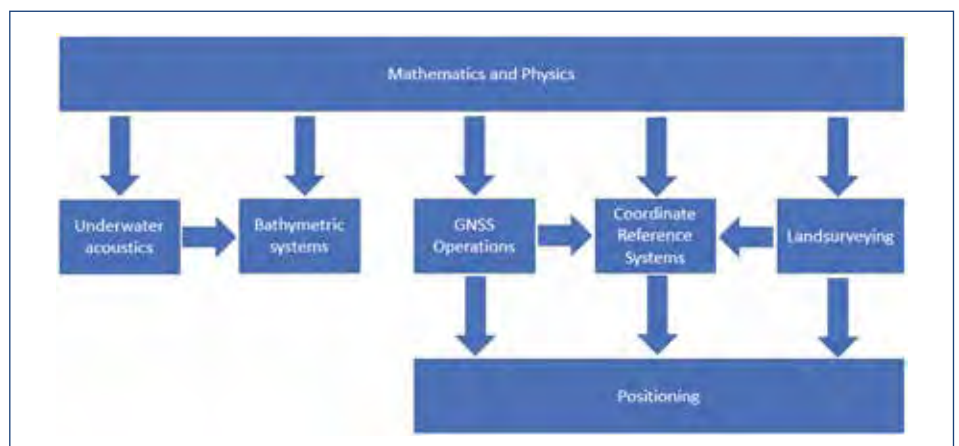 Mathematics and Physics
Underwater
acoustics
Bathymetric
systems
GNSS
Operations
Coordinate
Reference
Systems
Landsurveying
Positioning